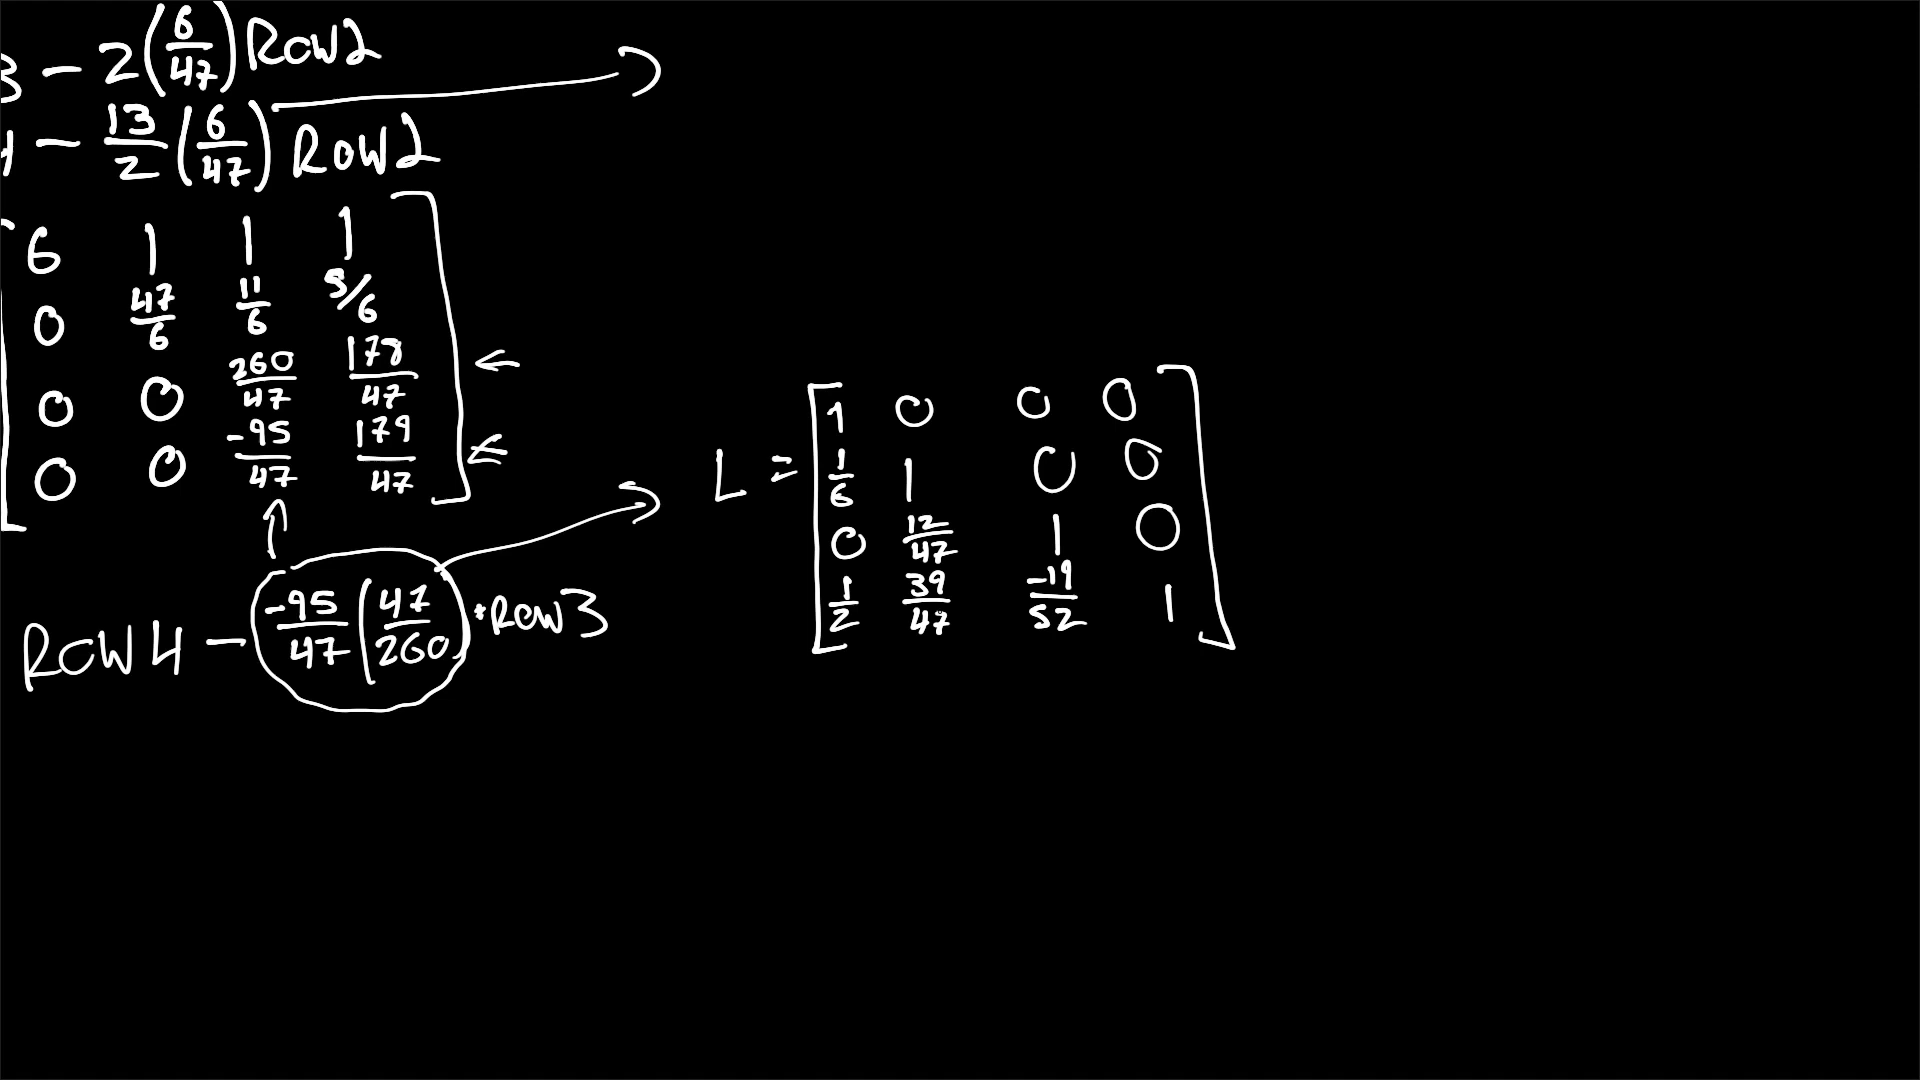 3 - 2(6/47)Row2
4 - 13/2(6/47)Row2
6 1 1 1
0 47/6 11/6 5/6
0 0 260/47 178/47
0 0 -95/47 179/47
Row4 - -95/47(47/260)*Row3
L = [1 0 0 0
1/6 1 0 0
0 12/47 1 0
1/2 39/47 -19/52 1]